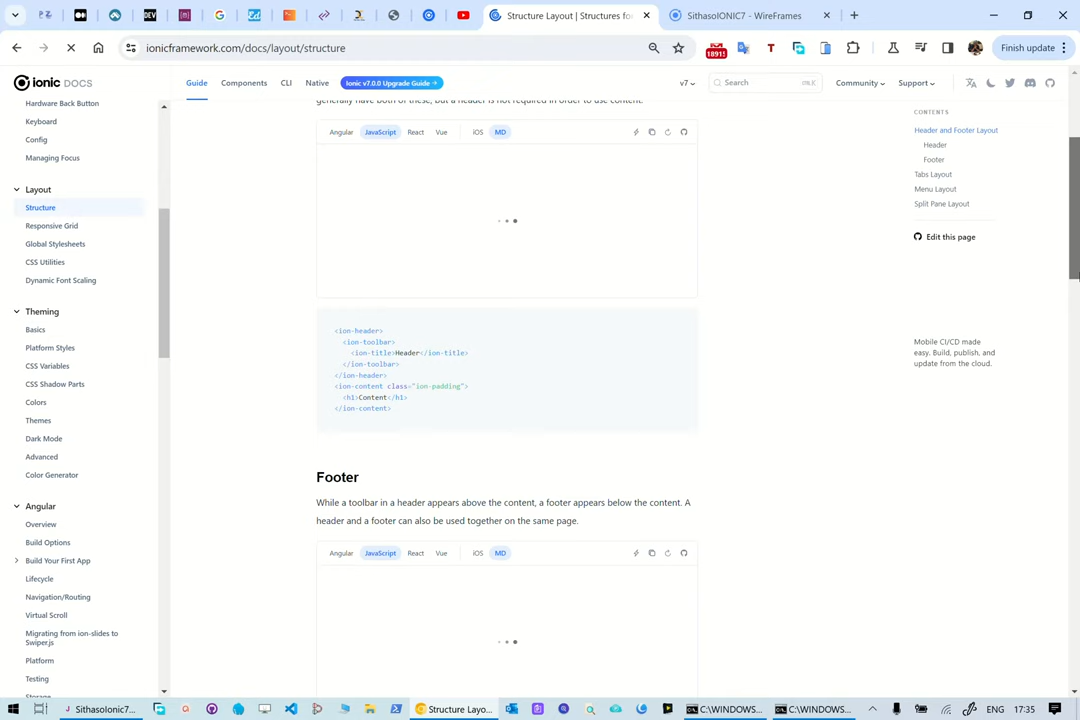 Structure Layout | Structures for
SithasoIONIC7 - WireFrames
ionicframework.com/docs/layout/structure
1891!
T
Finish update
ionic DOCS
Guide
Components
CLI
Native
Ionic v7.0.0 Upgrade Guide →
v7
Search
Community
Support
Hardware Back Button
Keyboard
Config
Managing Focus
Layout
Structure
Responsive Grid
Global Stylesheets
CSS Utilities
Dynamic Font Scaling
Theming
Basics
Platform Styles
CSS Variables
CSS Shadow Parts
Colors
Themes
Dark Mode
Advanced
Color Generator
Angular
Overview
Build Options
Build Your First App
Lifecycle
Navigation/Routing
Virtual Scroll
Migrating from ion-slides to
Swiper.js
Platform
Testing
Storage
generally have both of these, but a header is not required in order to use content.
Angular JavaScript React Vue iOS MD
<ion-header>
<ion-toolbar>
<ion-title>Header</ion-title>
</ion-toolbar>
</ion-header>
<ion-content class="ion-padding">
<h1>Content</h1>
</ion-content>
Footer
While a toolbar in a header appears above the content, a footer appears below the content. A
header and a footer can also be used together on the same page.
Angular JavaScript React Vue iOS MD
CONTENTS
Header and Footer Layout
Header
Footer
Tabs Layout
Menu Layout
Split Pane Layout
Edit this page
Mobile CI/CD made
easy. Build, publish, and
update from the cloud.
SithasoIonic7...
Structure Layo...
C:\WINDOWS...
C:\WINDOWS...
ENG
17:35